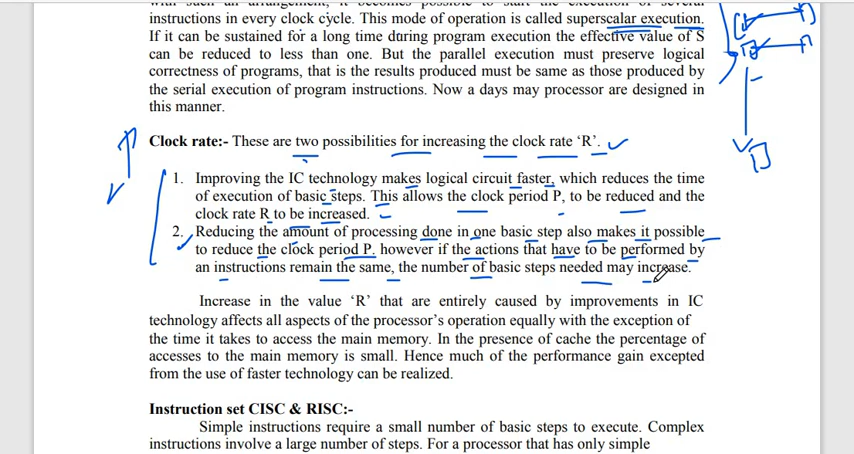 instructions in every clock cycle. This mode of operation is called superscalar execution.
If it can be sustained for a long time during program execution the effective value of S
can be reduced to less than one. But the parallel execution must preserve logical
correctness of programs, that is the results produced must be same as those produced by
the serial execution of program instructions. Now a days may processor are designed in
this manner.
Clock rate:- These are two possibilities for increasing the clock rate ‘R’.
1. Improving the IC technology makes logical circuit faster, which reduces the time
of execution of basic steps. This allows the clock period P, to be reduced and the
clock rate R to be increased.
2. Reducing the amount of processing done in one basic step also makes it possible
to reduce the clock period P. however if the actions that have to be performed by
an instructions remain the same, the number of basic steps needed may increase.
Increase in the value ‘R’ that are entirely caused by improvements in IC
technology affects all aspects of the processor’s operation equally with the exception of
the time it takes to access the main memory. In the presence of cache the percentage of
accesses to the main memory is small. Hence much of the performance gain excepted
from the use of faster technology can be realized.
Instruction set CISC & RISC:-
Simple instructions require a small number of basic steps to execute. Complex
instructions involve a large number of steps. For a processor that has only simple